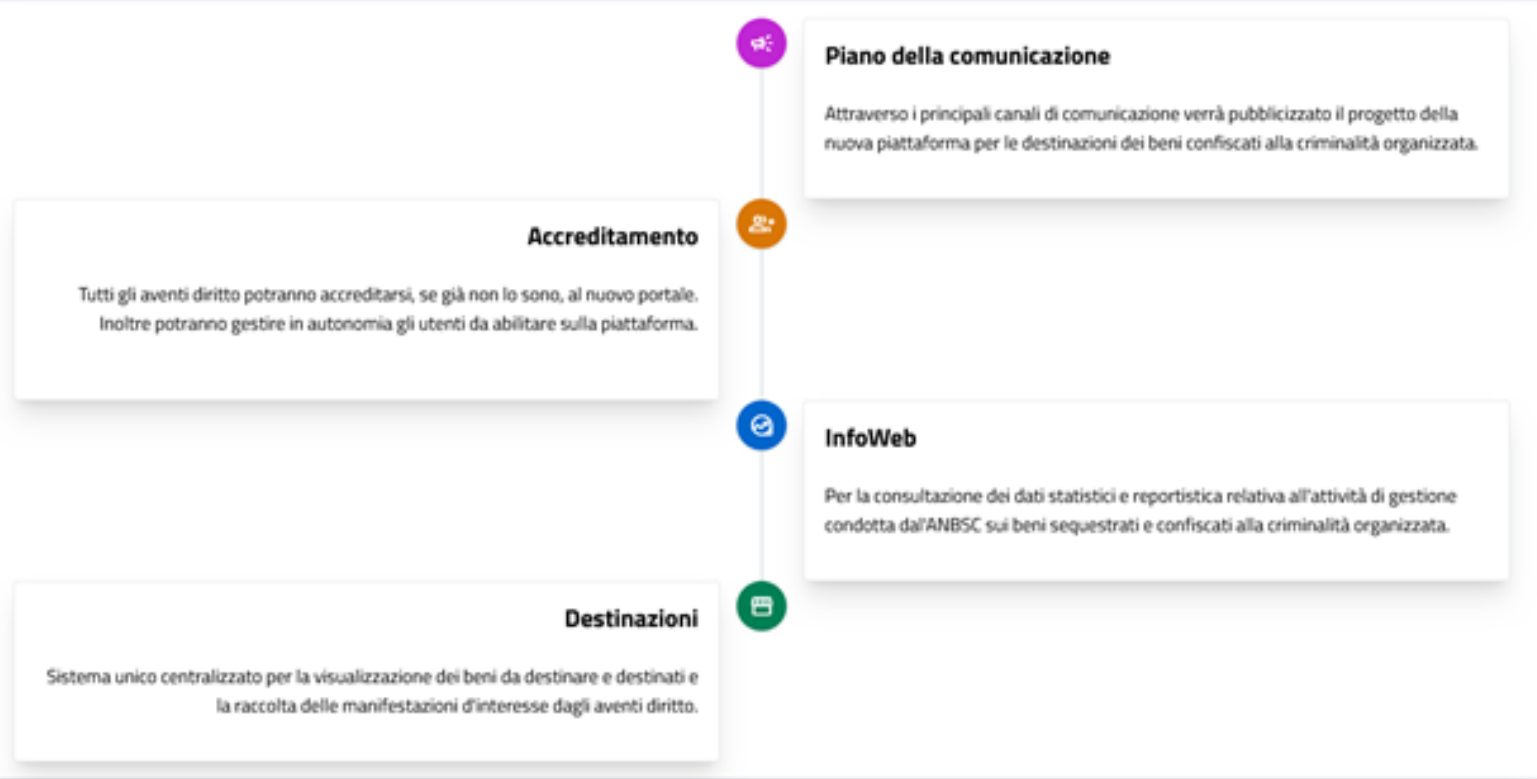 Piano della comunicazione
Attraverso i principali canali di comunicazione verrà pubblicizzato il progetto della
nuova piattaforma per le destinazioni dei beni confiscati alla criminalità organizzata.
Accreditamento
Tutti gli aventi diritto potranno accreditarsi, se già non lo sono, al nuovo portale.
Inoltre potranno gestire in autonomia gli utenti da abilitare sulla piattaforma.
InfoWeb
Per la consultazione dei dati statistici e reportistica relativa all'attività di gestione
condotta dal'ANBSC sui beni sequestrati e confiscati alla criminalità organizzata.
Destinazioni
Sistema unico centralizzato per la visualizzazione dei beni da destinare e destinati e
la raccolta delle manifestazioni d'interesse dagli aventi diritto.